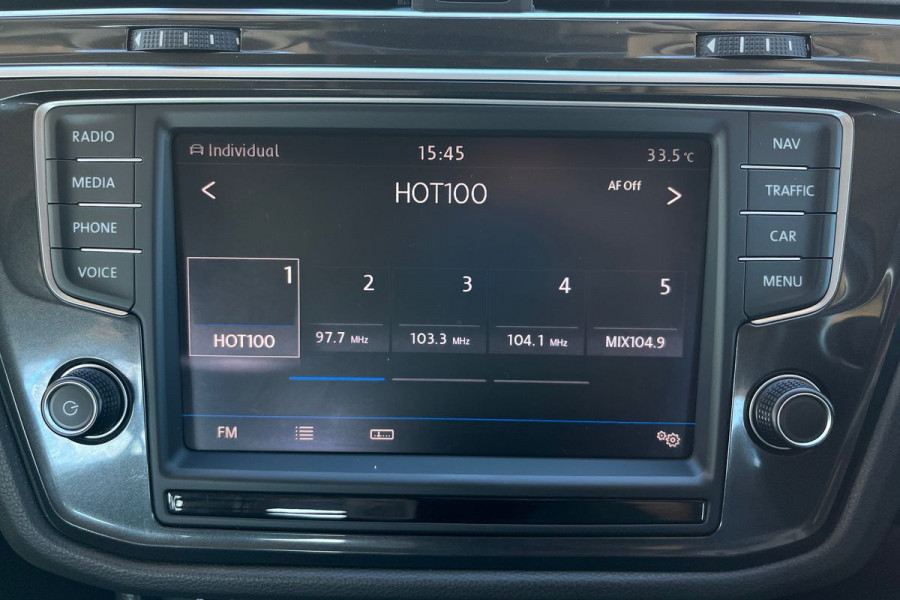 RADIO
MEDIA
PHONE
VOICE
Individual
15:45
33.5°C
HOT100
AF Off
1
2
3
4
5
HOT100
97.7 MHz
103.3 MHz
104.1 MHz
MIX104.9
FM
NAV
TRAFFIC
CAR
MENU